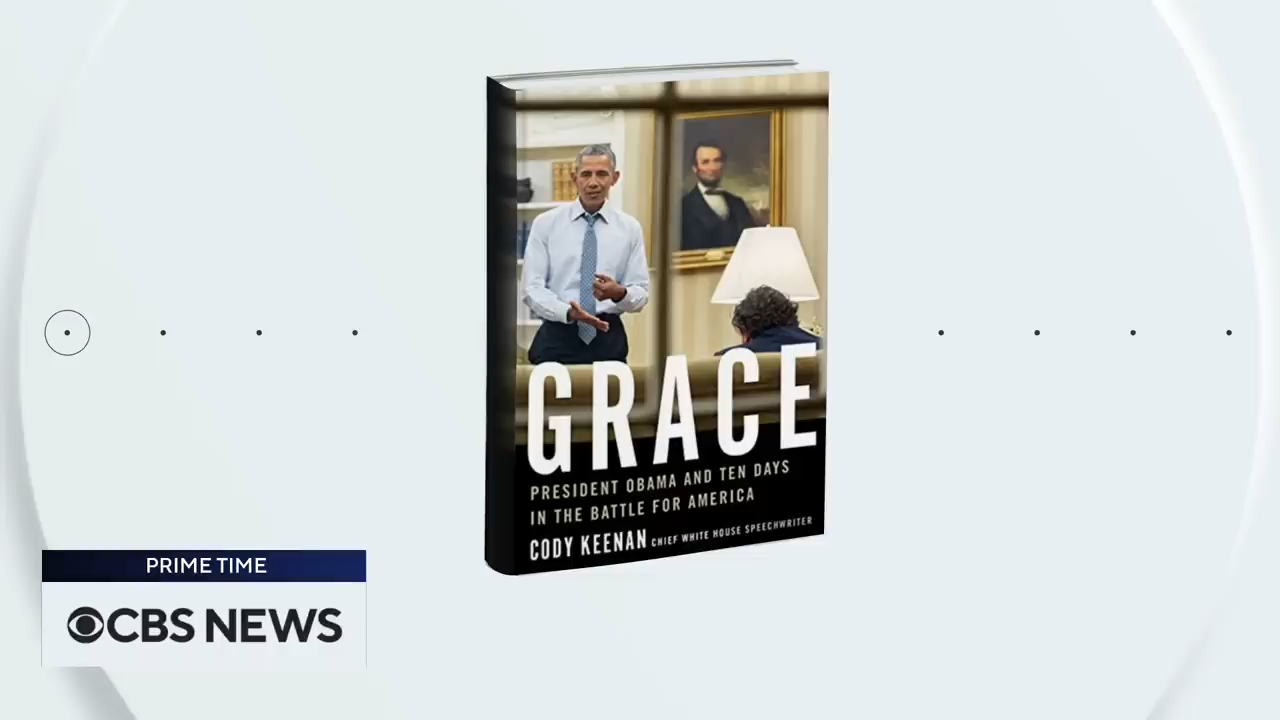 GRACE
PRESIDENT OBAMA AND TEN DAYS
IN THE BATTLE FOR AMERICA
CODY KEENAN CHIEF WHITE HOUSE SPEECHWRITER
PRIME TIME
CBS NEWS